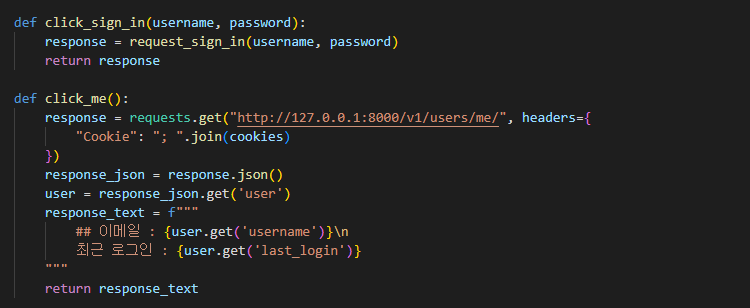 def click_sign_in(username, password):
    response = request_sign_in(username, password)
    return response

def click_me():
    response = requests.get("http://127.0.0.1:8000/v1/users/me/", headers={
        "Cookie": "; ".join(cookies)
    })
    response_json = response.json()
    user = response_json.get('user')
    response_text = f"""
        ## 이메일 : {user.get('username')}\n
        최근 로그인 : {user.get('last_login')}
    """
    return response_text